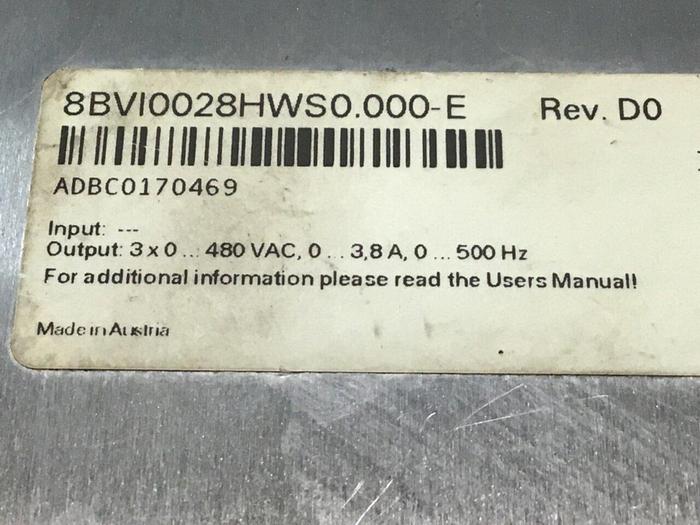 8BVI0028HWS0.000-E Rev. D0
ADBC0170469
Input: ---
Output: 3 x 0 ... 480 VAC, 0 ... 3,8 A, 0 ... 500 Hz
For additional information please read the Users Manual!
Made in Austria